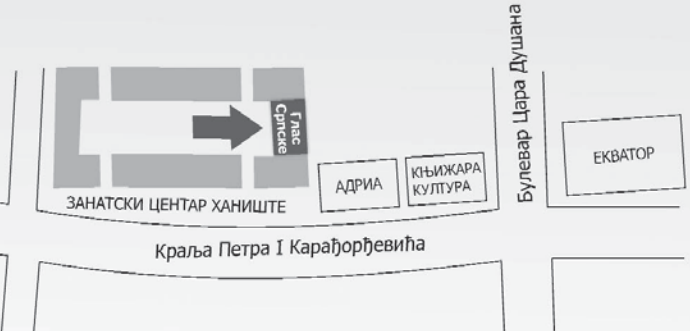 Булевар Цара Душана
Глас
Српске
ЕКВАТОР
АДРИА
КЊИЖАРА
КУЛТУРА
ЗАНАТСКИ ЦЕНТАР ХАНИШТЕ
Краља Петра I Карађорђевића